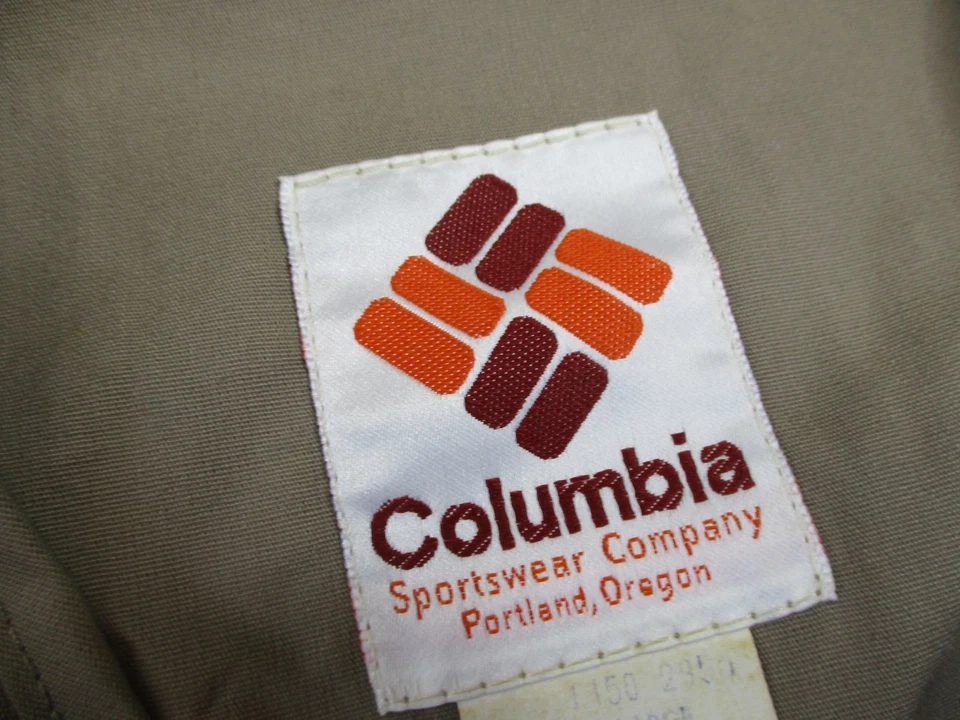 Columbia
Sportswear Company
Portland, Oregon